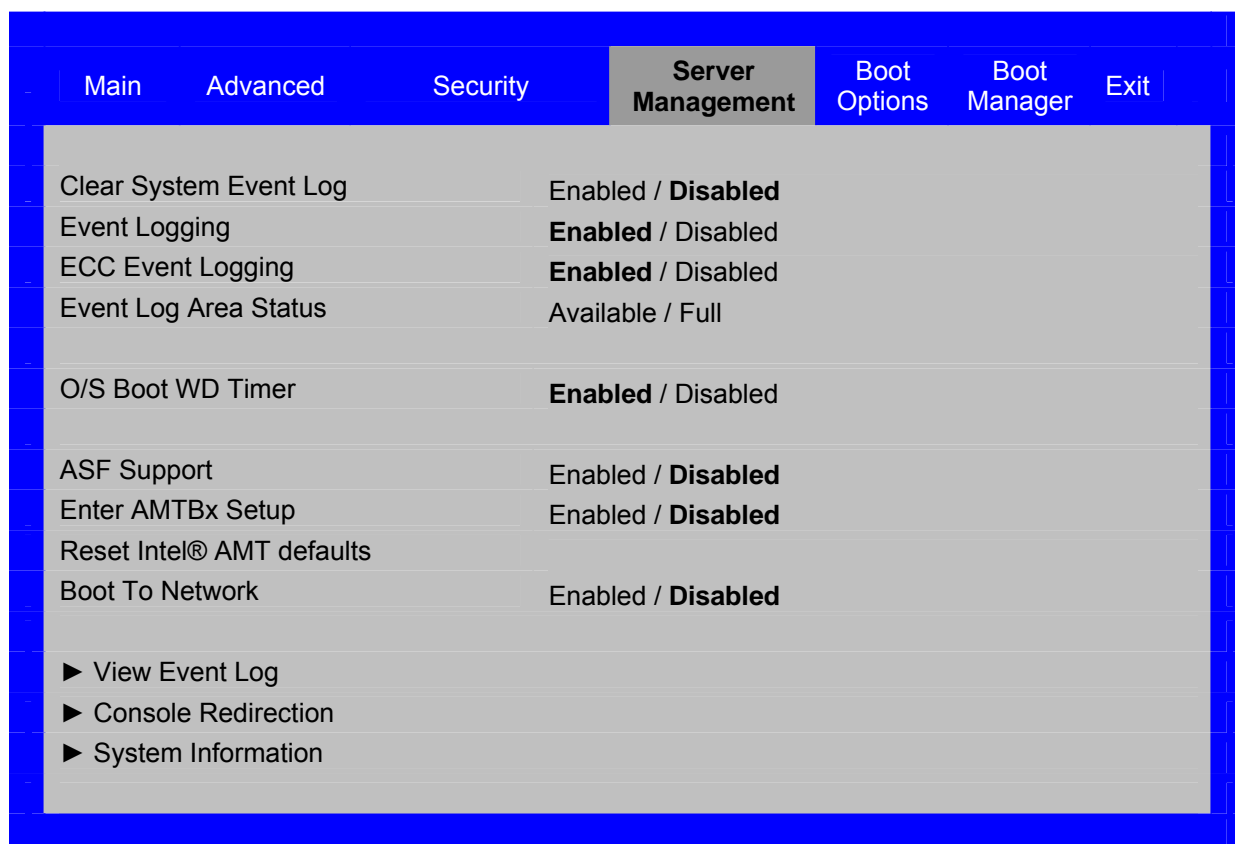 Main Advanced Security Server Management Boot Options Boot Manager Exit
Clear System Event Log Enabled / Disabled
Event Logging Enabled / Disabled
ECC Event Logging Enabled / Disabled
Event Log Area Status Available / Full
O/S Boot WD Timer Enabled / Disabled
ASF Support Enabled / Disabled
Enter AMTBx Setup Enabled / Disabled
Reset Intel® AMT defaults
Boot To Network Enabled / Disabled
► View Event Log
► Console Redirection
► System Information